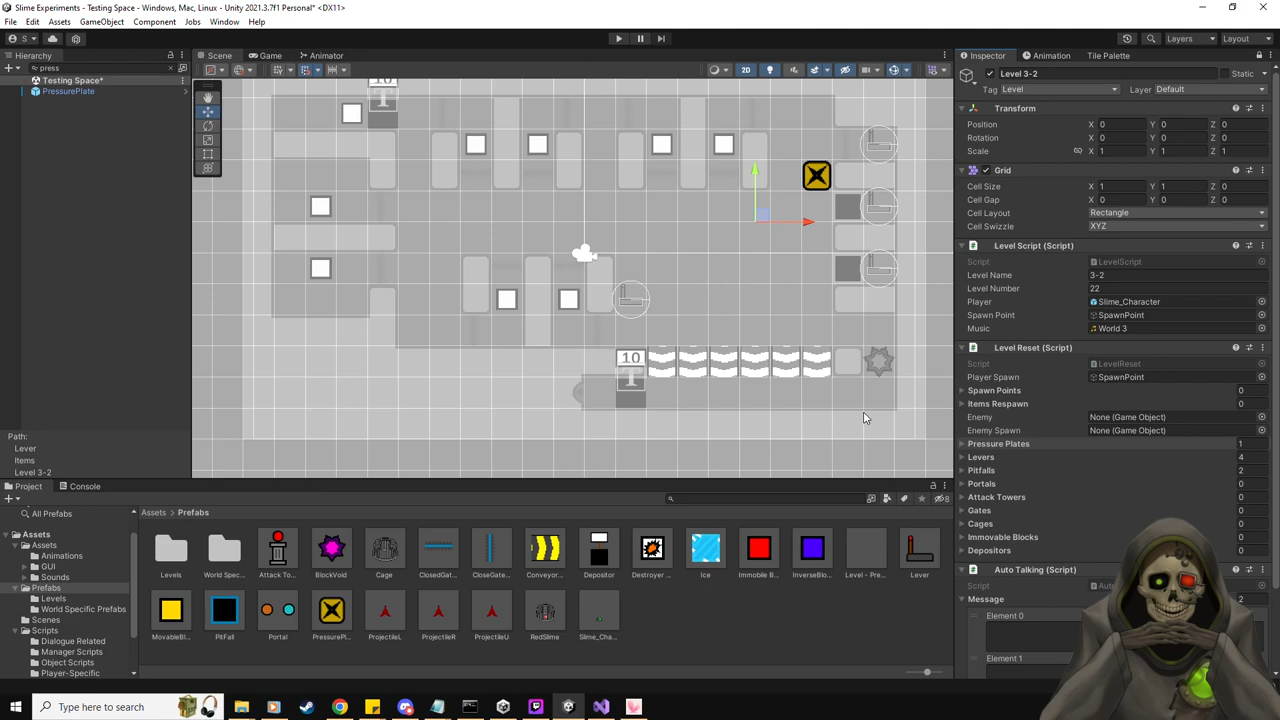 Slime Experiments - Testing Space - Windows, Mac, Linux - Unity 2021.3.7f1 Personal* <DX11>
File Edit Assets GameObject Component Jobs Window Help
S Layers Layout
Hierarchy Scene Game Animator Inspector Animation Tile Palette
press
2D
Level 3-2 Static
Testing Space*
Tag Level Layer Default
PressurePlate
Transform
Position X 0 Y 0 Z 0
Rotation X 0 Y 0 Z 0
Scale X 1 Y 1 Z 1
Grid
Cell Size X 1 Y 1 Z 0
Cell Gap X 0 Y 0 Z 0
Cell Layout Rectangle
Cell Swizzle XYZ
Level Script (Script)
Script LevelScript
Level Name 3-2
Level Number 22
Player Slime_Character
Spawn Point SpawnPoint
Music World 3
10
Level Reset (Script)
Script LevelReset
Player Spawn SpawnPoint
Spawn Points 0
Items Respawn 0
Enemy None (Game Object)
Enemy Spawn None (Game Object)
Pressure Plates 1
Levers 4
Pitfalls 2
Portals 0
Attack Towers 0
Gates 0
Cages 0
Immovable Blocks 0
Depositors 0
Auto Talking (Script)
Script Auto
Message 2
Element 0
Element 1
Path:
Lever
Items
Level 3-2
Project Console
8
All Prefabs
Assets > Prefabs
Assets
Assets
Animations
GUI
Sounds
Prefabs
Levels
World Specific Prefabs
Scenes
Scripts
Dialogue Related
Manager Scripts
Object Scripts
Player-Specific
Levels World Spec... Attack To... BlockVoid Cage ClosedGat... CloseGate... Conveyor... Depositor Destroyer ... Ice Immobile B... InverseBlo... Level - Pre... Lever
MovableBl... PitFall Portal PressurePl... ProjectileL ProjectileR ProjectileU RedSlime Slime_Cha...
Type here to search